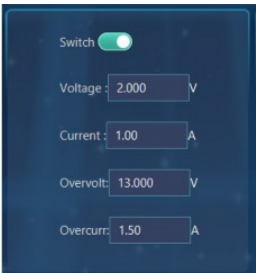 Switch
Voltage : 2.000 V
Current : 1.00 A
Overvolt: 13.000 V
Overcurr: 1.50 A